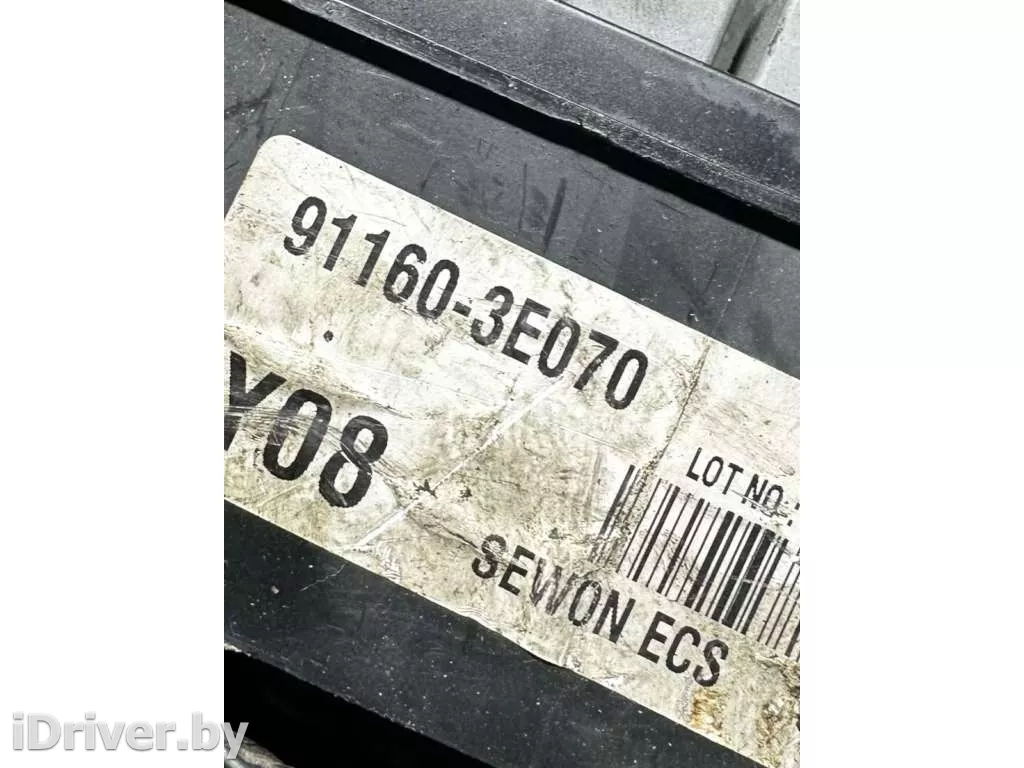 91160-3E070
Y08
LOT NO.:
SEWON ECS
iDriver.by